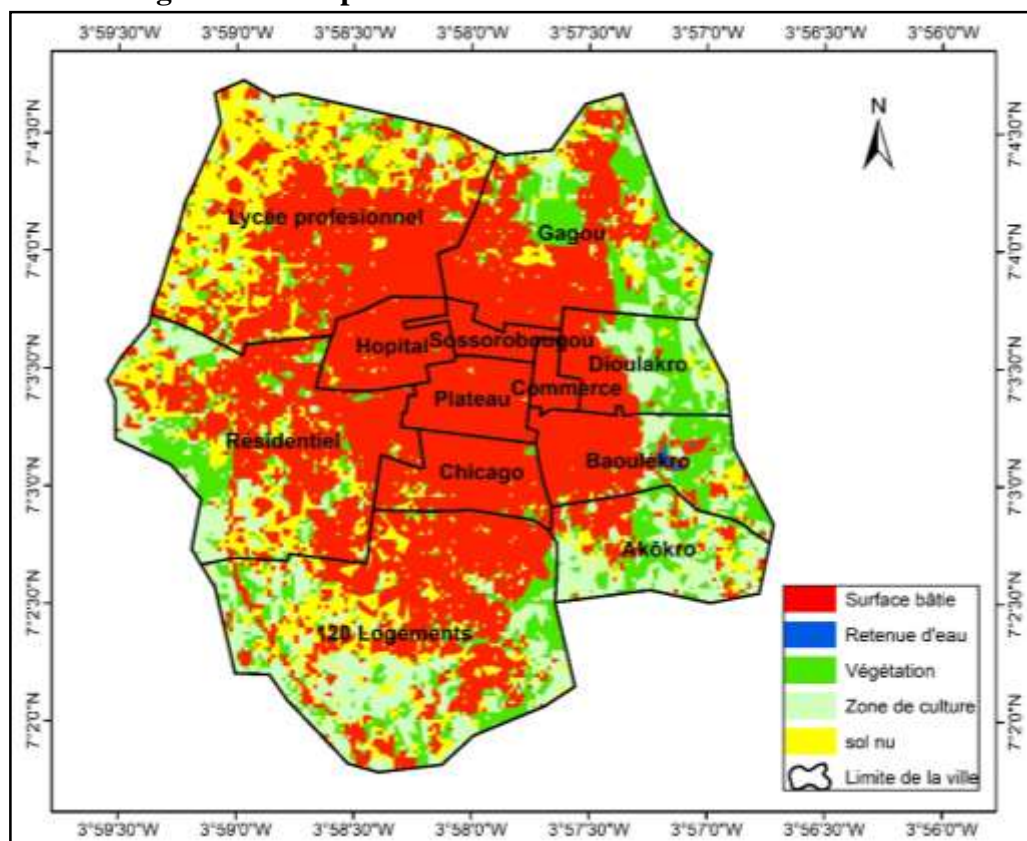 3°59'30"W 3°59'0"W 3°58'30"W 3°58'0"W 3°57'30"W 3°57'0"W 3°56'30"W 3°56'0"W
N
7°4'30"N 7°4'30"N
Lycée profesionnel
Gagou
7°4'0"N 7°4'0"N
Sossorobougou
Hopital
Dioulakro
7°3'30"N 7°3'30"N
Commerce
Plateau
Résidentiel
Baoulekro
Chicago
7°3'0"N 7°3'0"N
Akôkro
7°2'30"N 7°2'30"N
120 Logements
7°2'0"N 7°2'0"N
Surface bâtie
Retenue d'eau
Végétation
Zone de culture
sol nu
Limite de la ville
3°59'30"W 3°59'0"W 3°58'30"W 3°58'0"W 3°57'30"W 3°57'0"W 3°56'30"W 3°56'0"W